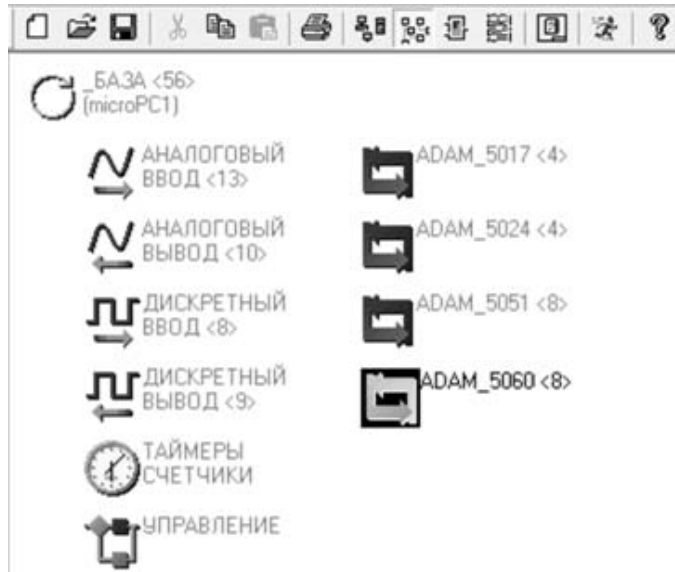 _БАЗА <56>
(microPC1)
АНАЛОГОВЫЙ
ВВОД <13>
АНАЛОГОВЫЙ
ВЫВОД <10>
ДИСКРЕТНЫЙ
ВВОД <8>
ДИСКРЕТНЫЙ
ВЫВОД <9>
ТАЙМЕРЫ
СЧЕТЧИКИ
УПРАВЛЕНИЕ
ADAM_5017 <4>
ADAM_5024 <4>
ADAM_5051 <8>
ADAM_5060 <8>